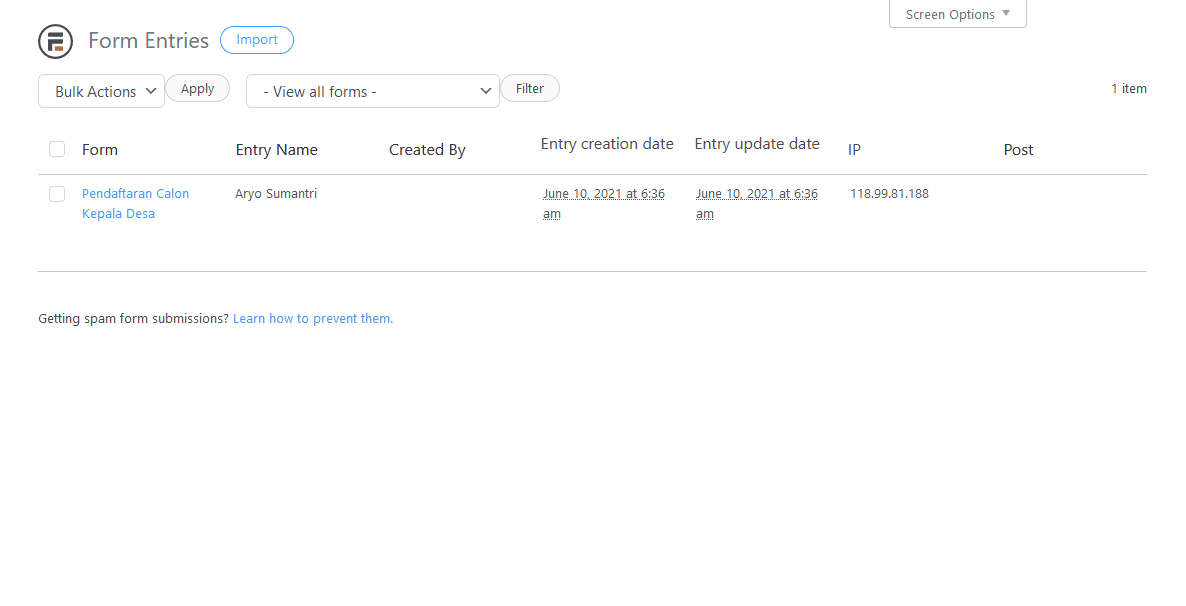 Screen Options
Form Entries Import
Bulk Actions Apply - View all forms - Filter 1 item
Form Entry Name Created By Entry creation date Entry update date IP Post
Pendaftaran Calon Aryo Sumantri June 10, 2021 at 6:36 June 10, 2021 at 6:36 118.99.81.188
Kepala Desa am am
Getting spam form submissions? Learn how to prevent them.